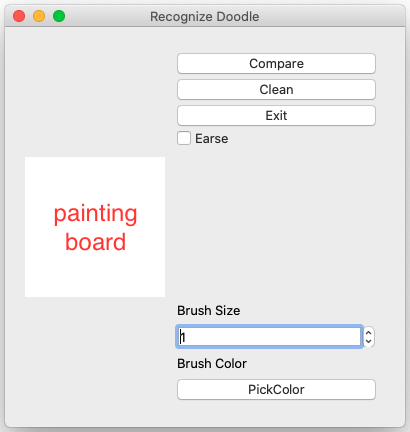 Recognize Doodle
Compare
Clean
Exit
Earse
painting
board
Brush Size
1
Brush Color
PickColor